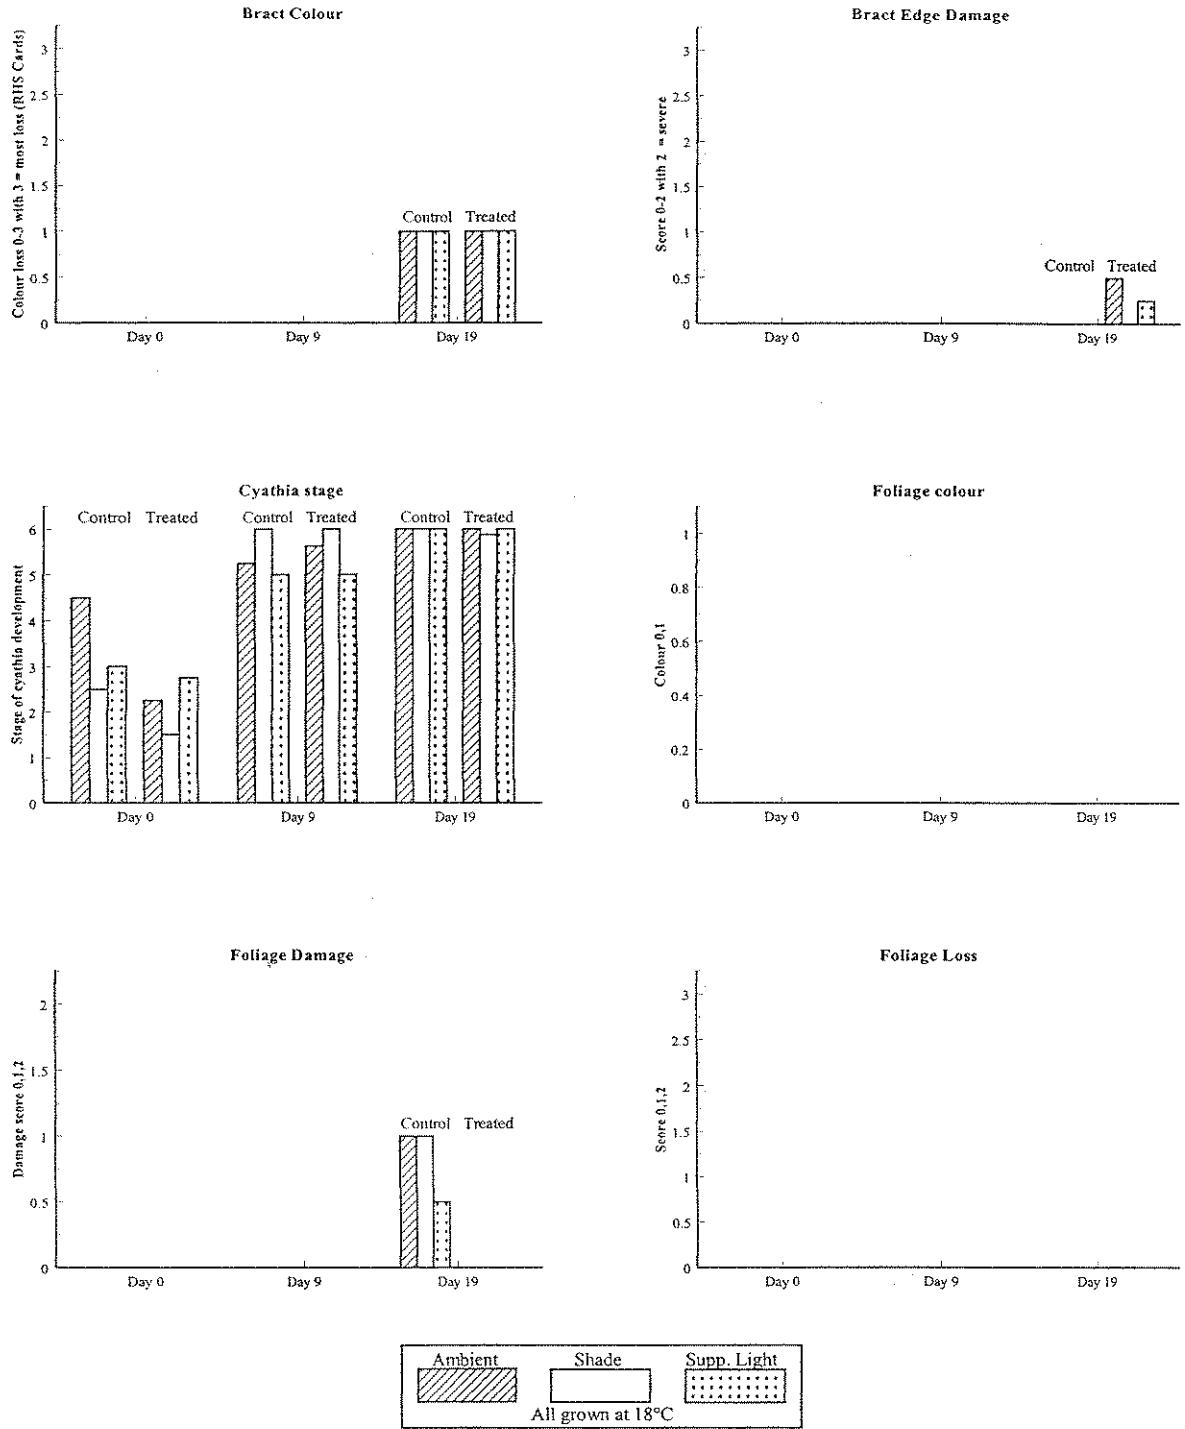 Bract Colour
Colour loss 0-3 with 3 = most loss (RHS Cards)
3
2.5
2
1.5
1
0.5
0
Control Treated
Day 0 Day 9 Day 19
Bract Edge Damage
Score 0-2 with 2 = severe
3
2.5
2
1.5
1
0.5
0
Control Treated
Day 0 Day 9 Day 19
Cyathia stage
Stage of cyathia development
Control Treated Control Treated Control Treated
6
5
4
3
2
1
0
Day 0 Day 9 Day 19
Foliage colour
Colour 0,1
1
0.8
0.6
0.4
0.2
0
Day 0 Day 9 Day 19
Foliage Damage
Damage score 0,1,2
2
1.5
1
0.5
0
Control Treated
Day 0 Day 9 Day 19
Foliage Loss
Score 0,1,2
3
2.5
2
1.5
1
0.5
0
Day 0 Day 9 Day 19
Ambient Shade Supp. Light
All grown at 18°C